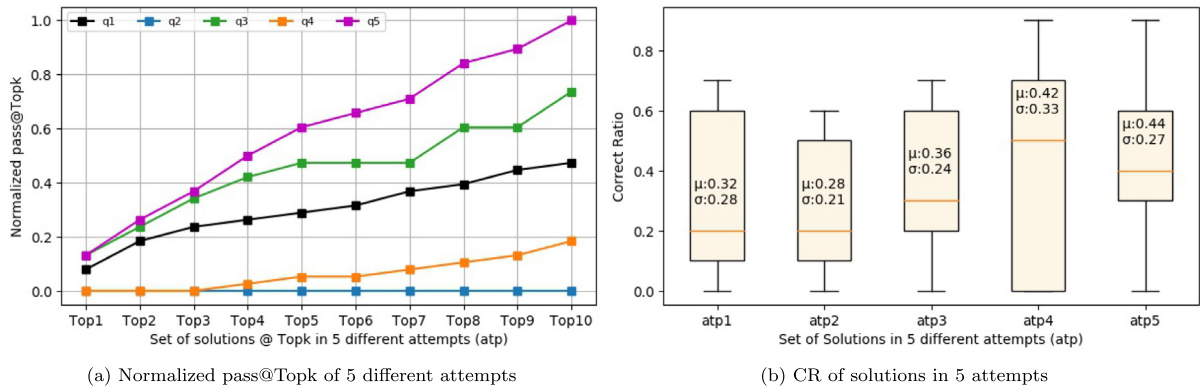 q1 q2 q3 q4 q5
1.0
0.8
0.6
0.4
0.2
0.0
Normalized pass@Topk
Top1 Top2 Top3 Top4 Top5 Top6 Top7 Top8 Top9 Top10
Set of solutions @ Topk in 5 different attempts (atp)
(a) Normalized pass@Topk of 5 different attempts
0.8
0.6
0.4
0.2
0.0
Correct Ratio
μ:0.32
σ:0.28
μ:0.28
σ:0.21
μ:0.36
σ:0.24
μ:0.42
σ:0.33
μ:0.44
σ:0.27
atp1 atp2 atp3 atp4 atp5
Set of Solutions in 5 different attempts (atp)
(b) CR of solutions in 5 attempts